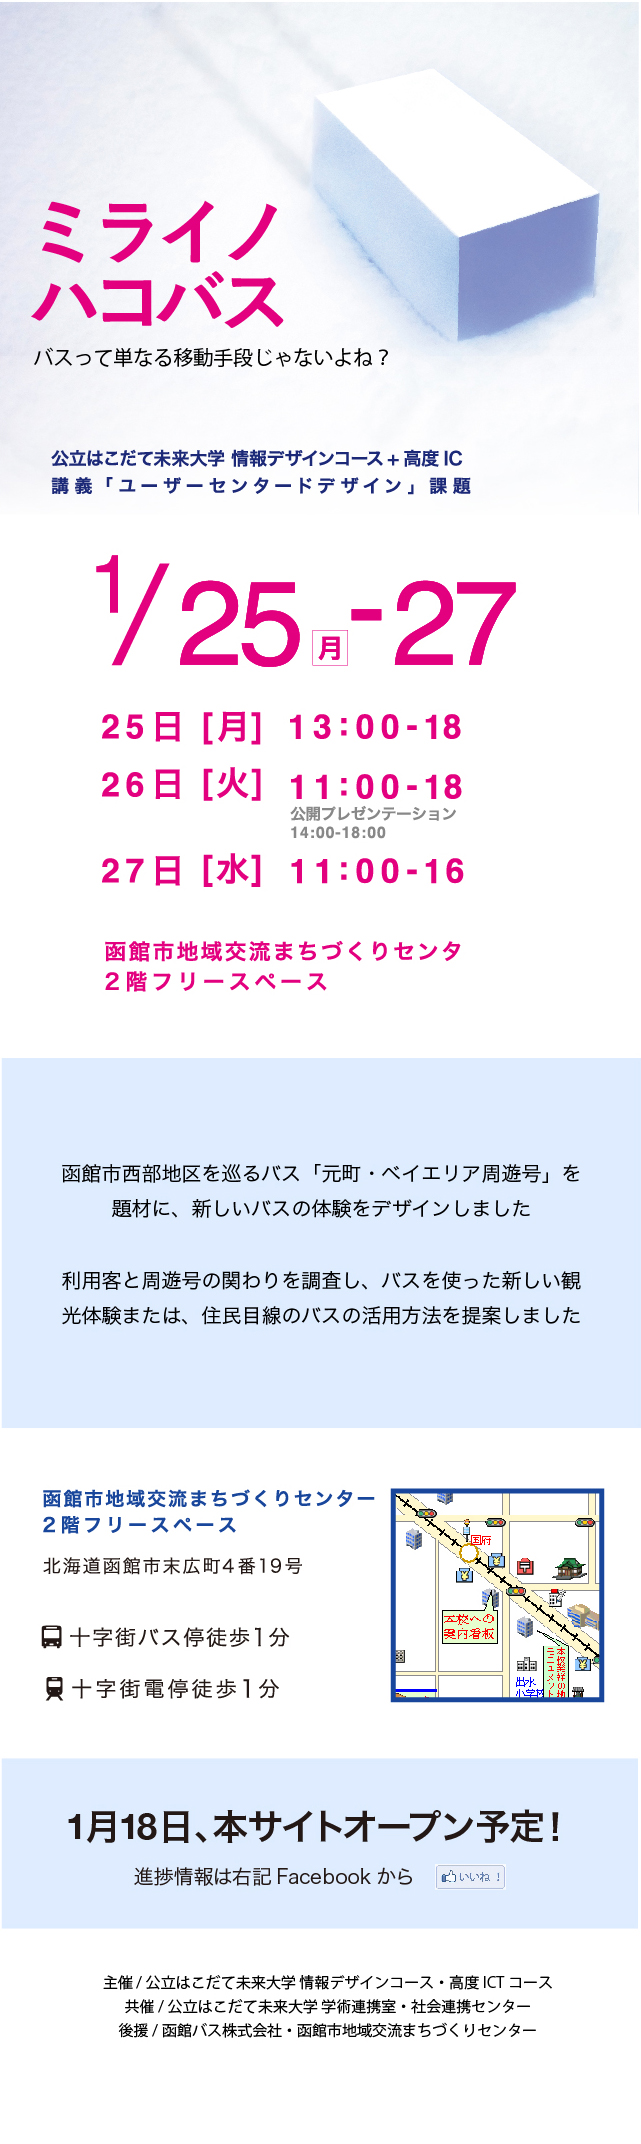 ミライノ
ハコバス
バスって単なる移動手段じゃないよね？
公立はこだて未来大学 情報デザインコース + 高度 IC
講義「ユーザーセンタードデザイン」課題
1/25 月 - 27
25日 [月] 13:00-18
26日 [火] 11:00-18
公開プレゼンテーション
14:00-18:00
27日 [水] 11:00-16
函館市地域交流まちづくりセンタ
2階フリースペース
函館市西部地区を巡るバス「元町・ベイエリア周遊号」を
題材に、新しいバスの体験をデザインしました
利用客と周遊号の関わりを調査し、バスを使った新しい観
光体験または、住民目線のバスの活用方法を提案しました
函館市地域交流まちづくりセンター
2階フリースペース
北海道函館市末広町4番19号
十字街バス停徒歩1分
十字街電停徒歩1分
国府
本校への
案内看板
本校発祥の地
モニュメント
出水
小学校
1月18日、本サイトオープン予定！
進捗情報は右記 Facebook から
いいね！
主催 / 公立はこだて未来大学 情報デザインコース・高度 ICT コース
共催 / 公立はこだて未来大学 学術連携室・社会連携センター
後援 / 函館バス株式会社・函館市地域交流まちづくりセンター